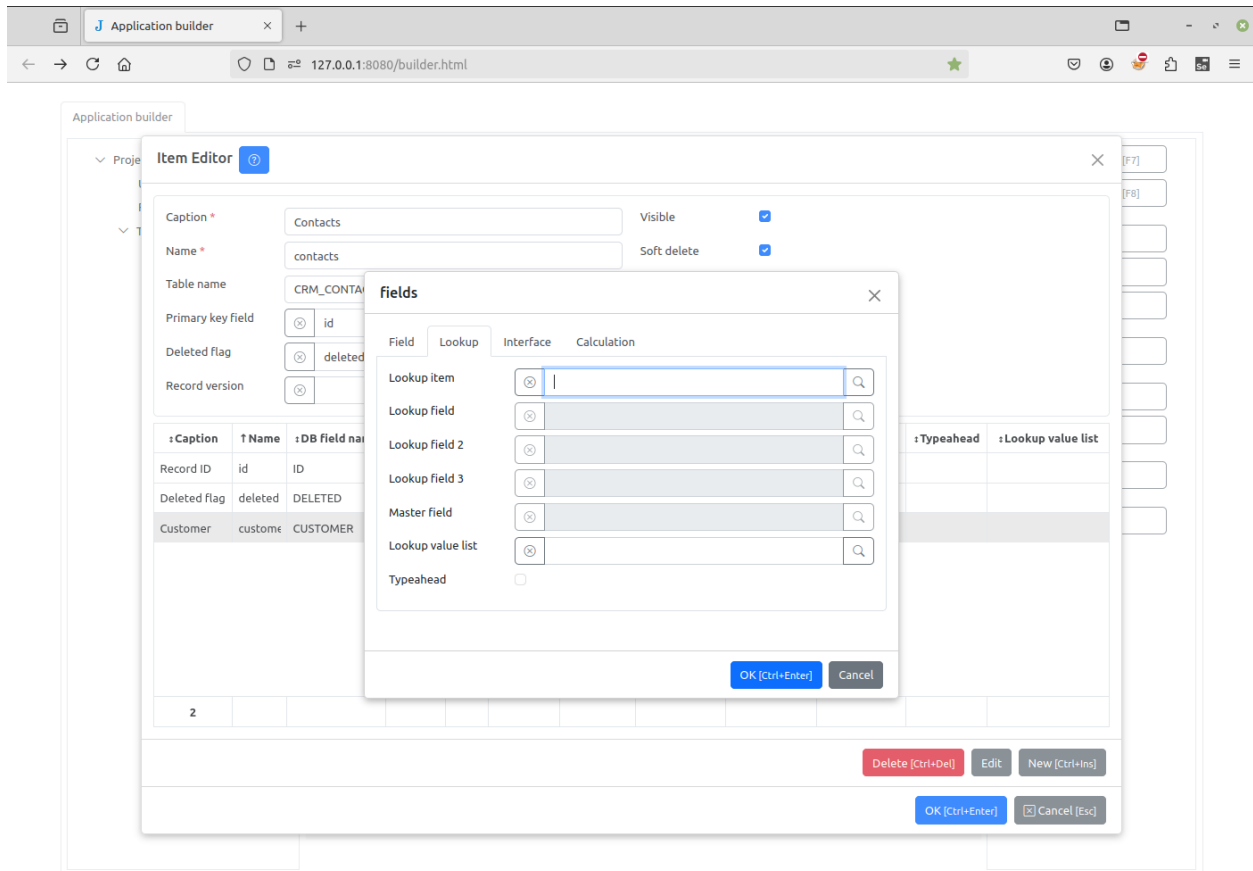 Application builder
127.0.0.1:8080/builder.html
Application builder
Item Editor
[F7]
[F8]
Caption *
Contacts
Visible
Name *
contacts
Soft delete
Table name
Primary key field
id
Deleted flag
deleted
Record version
fields
Field Lookup Interface Calculation
Lookup item
Lookup field
Lookup field 2
Lookup field 3
Master field
Lookup value list
Typeahead
OK [Ctrl+Enter] Cancel
↕Caption ↑Name ↕DB field ↕Typeahead ↕Lookup value list
Record ID id ID
Deleted flag deleted DELETED
Customer CUSTOMER
2
Delete [Ctrl+Del] Edit New [Ctrl+Ins]
OK [Ctrl+Enter] Cancel [Esc]